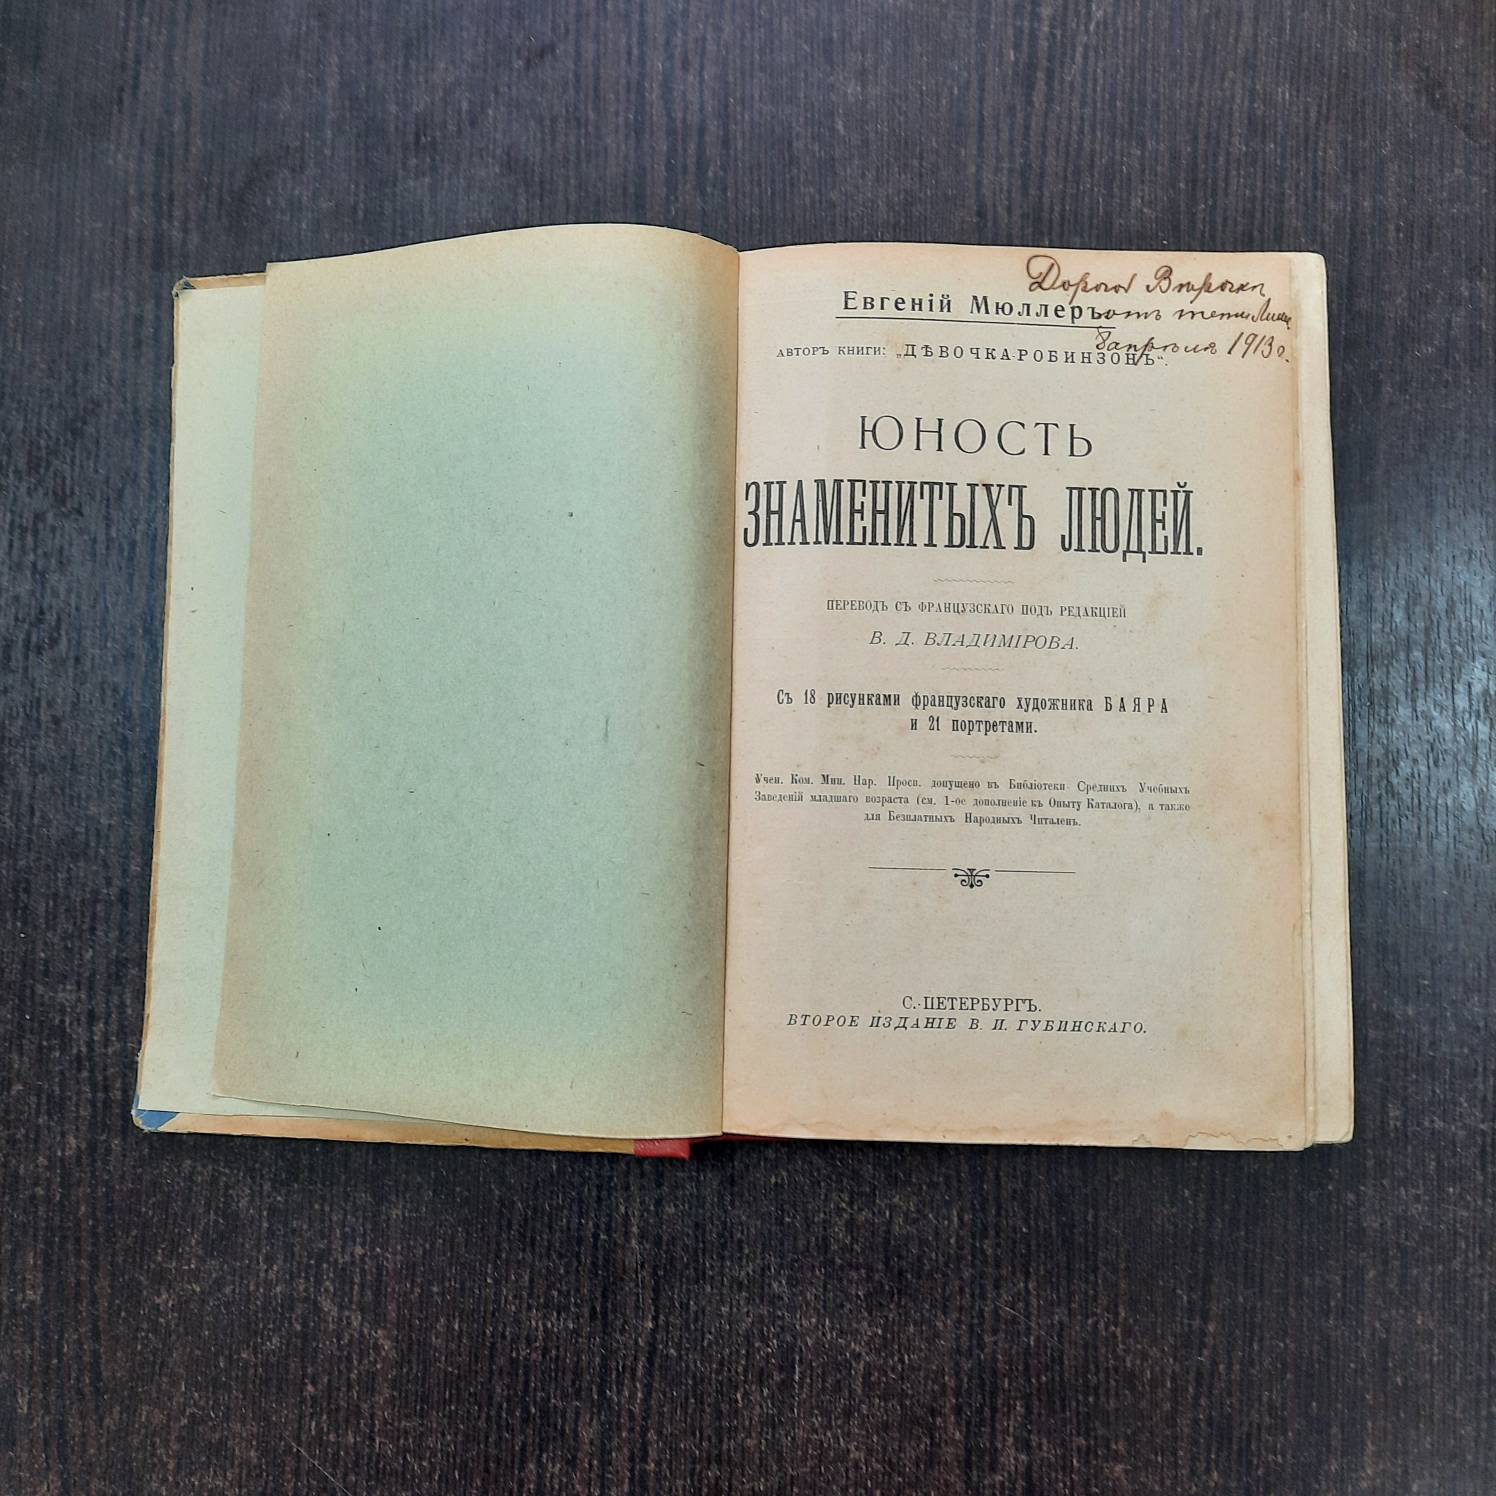 Дорогой Вѣрочкѣ
отъ тети Лизы
8 апрѣля 1913 г.
Евгеній Мюллеръ
АВТОРЪ КНИГИ: „ДѢВОЧКА-РОБИНЗОНЪ“.
ЮНОСТЬ
ЗНАМЕНИТЫХЪ ЛЮДЕЙ.
ПЕРЕВОДЪ СЪ ФРАНЦУЗСКАГО ПОДЪ РЕДАКЦІЕЙ
В. Д. ВЛАДИМІРОВА.
Съ 18 рисунками французскаго художника БАЯРА
и 21 портретами.
Учен. Ком. Мин. Нар. Просв. допущено въ Библіотеки Среднихъ Учебныхъ
Заведеній младшаго возраста (см. 1-ое дополненіе къ Опыту Каталога), а также
для Безплатныхъ Народныхъ Читаленъ.
С.-ПЕТЕРБУРГЪ.
ВТОРОЕ ИЗДАНІЕ В. И. ГУБИНСКАГО.